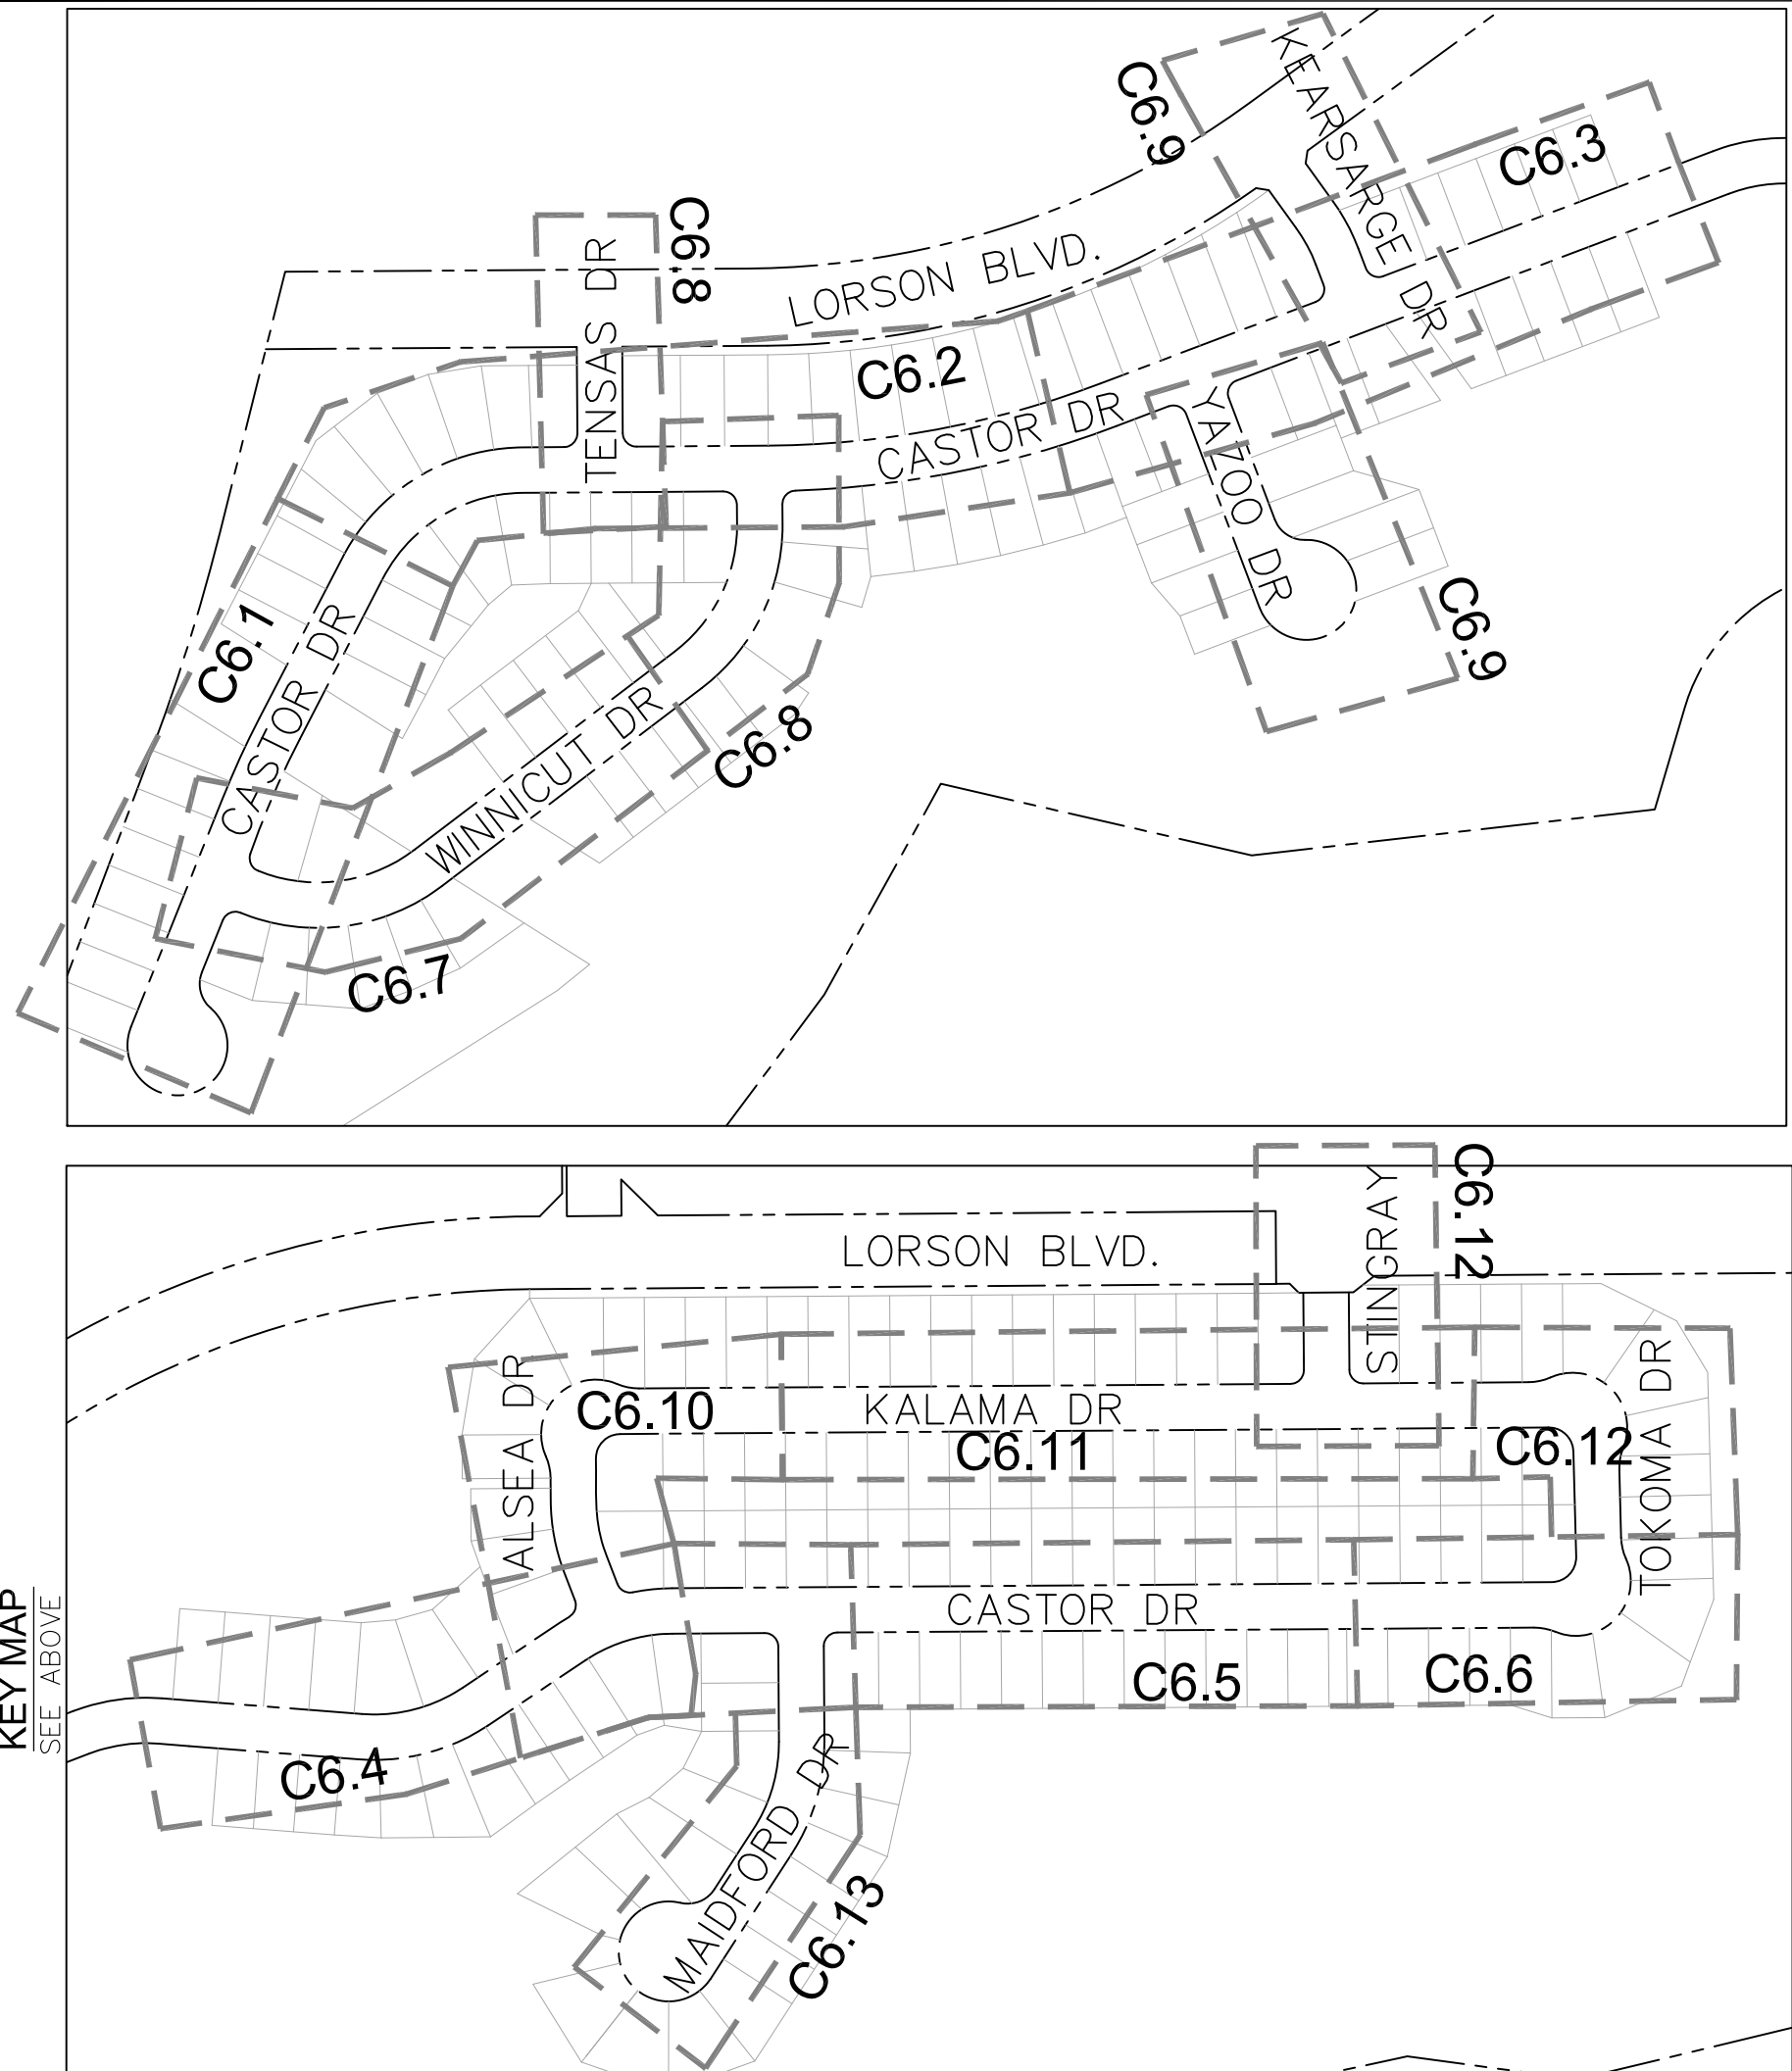 KEARSARGE DR
C6.9
C6.3
C6.8
TENSAS DR
LORSON BLVD.
C6.2
CASTOR DR
YAZOO DR
C6.9
C6.1
CASTOR DR
WINNICUT DR
C6.8
C6.7
C6.12
STINGRAY
LORSON BLVD.
ALSEA DR
C6.10
KALAMA DR
C6.11
C6.12
TOKOMA DR
CASTOR DR
C6.5
C6.6
C6.4
MAIDFORD DR
C6.13
KEY MAP
SEE ABOVE